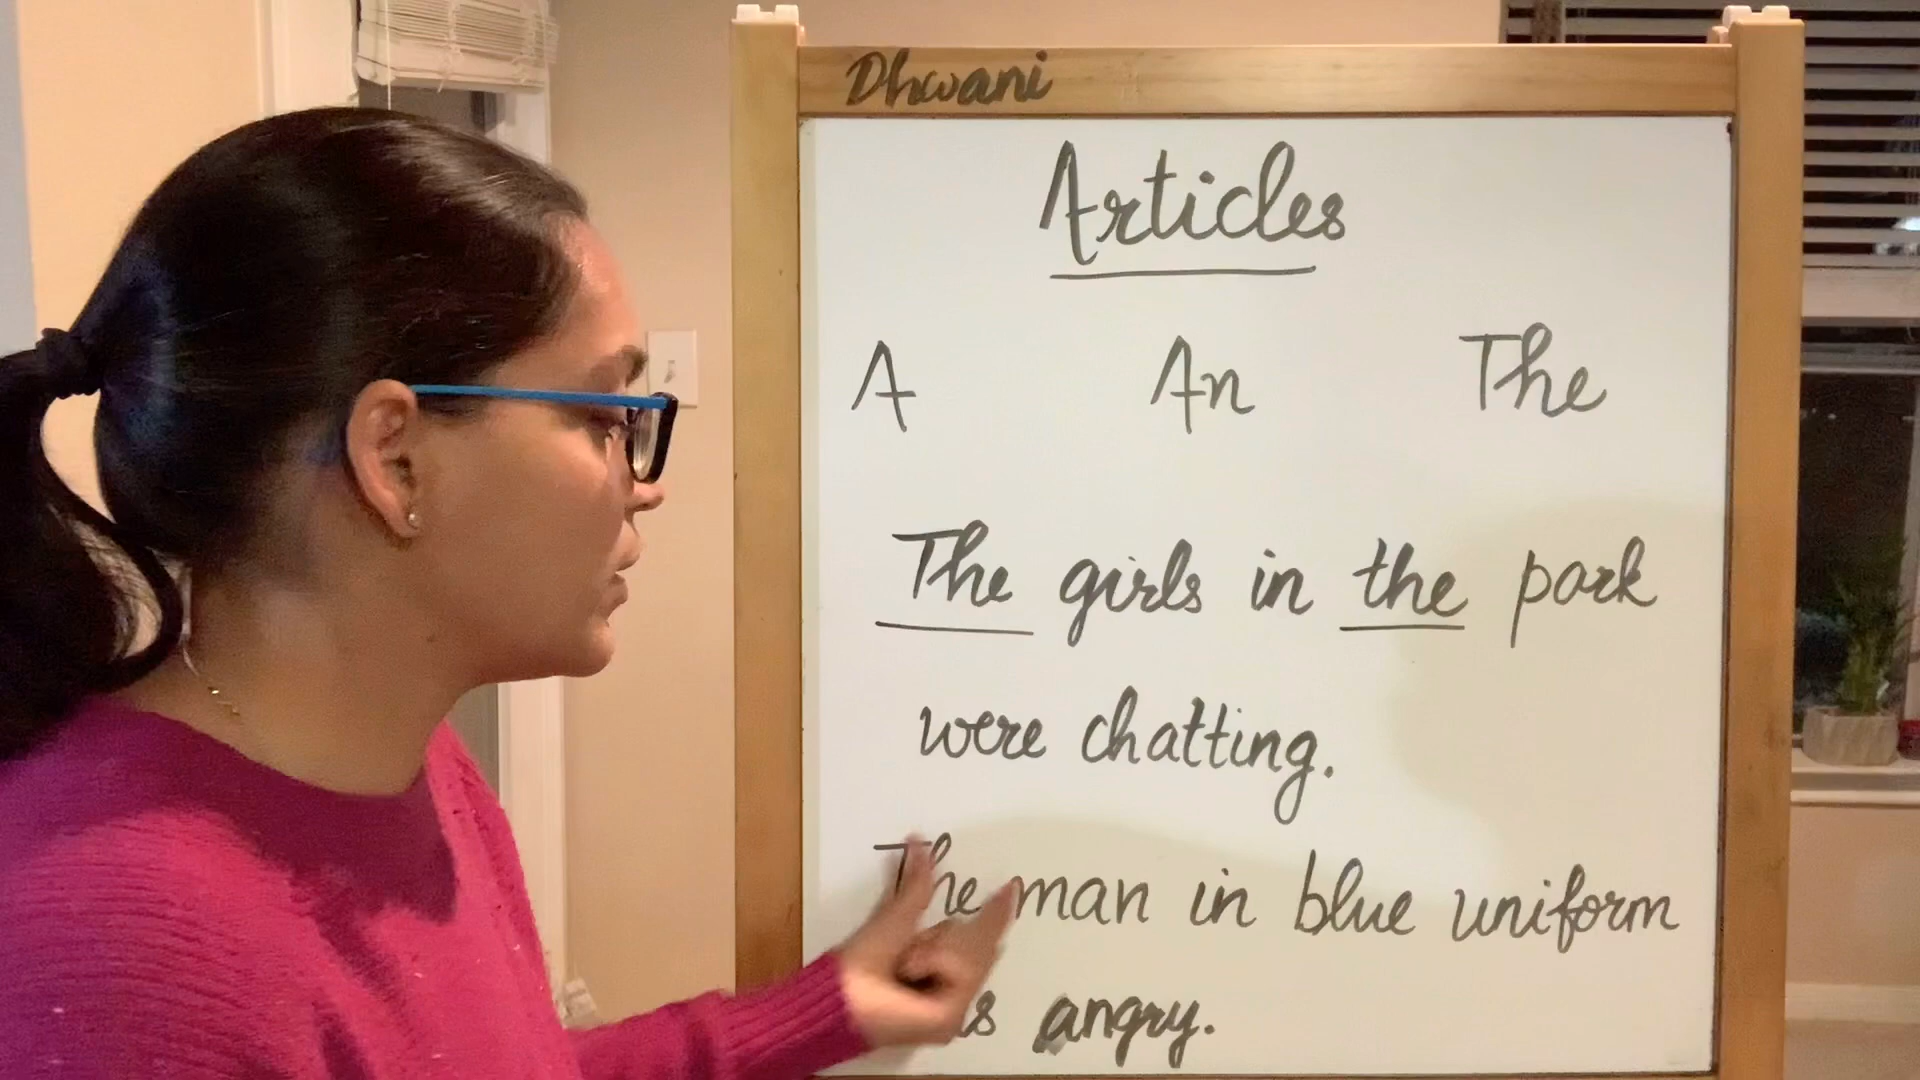 Dhwani
Articles
A An The
The girls in the park
were chatting.
The man in blue uniform
angry.